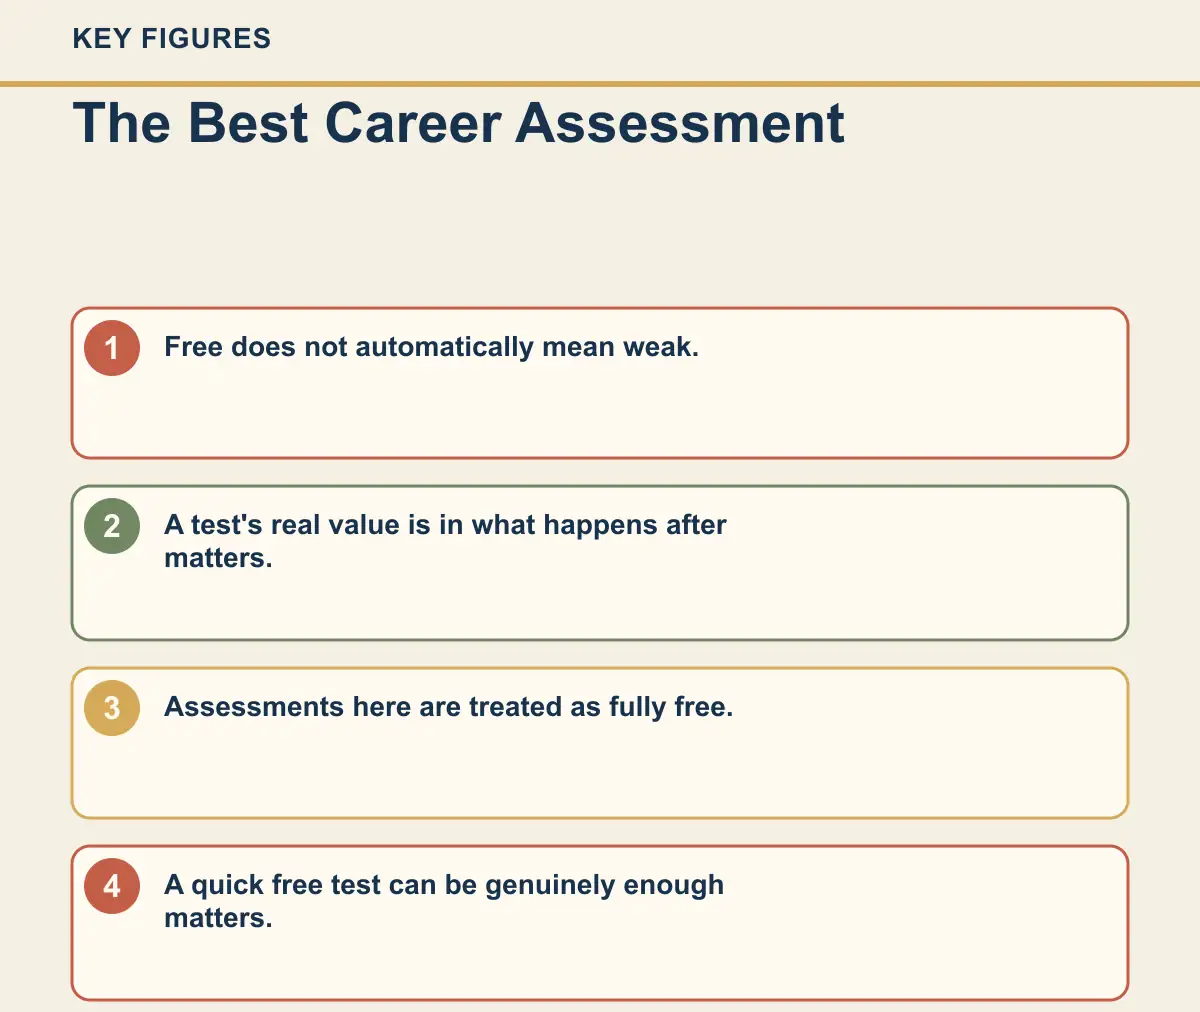 KEY FIGURES
The Best Career Assessment
1
Free does not automatically mean weak.
2
A test's real value is in what happens after
matters.
3
Assessments here are treated as fully free.
4
A quick free test can be genuinely enough
matters.